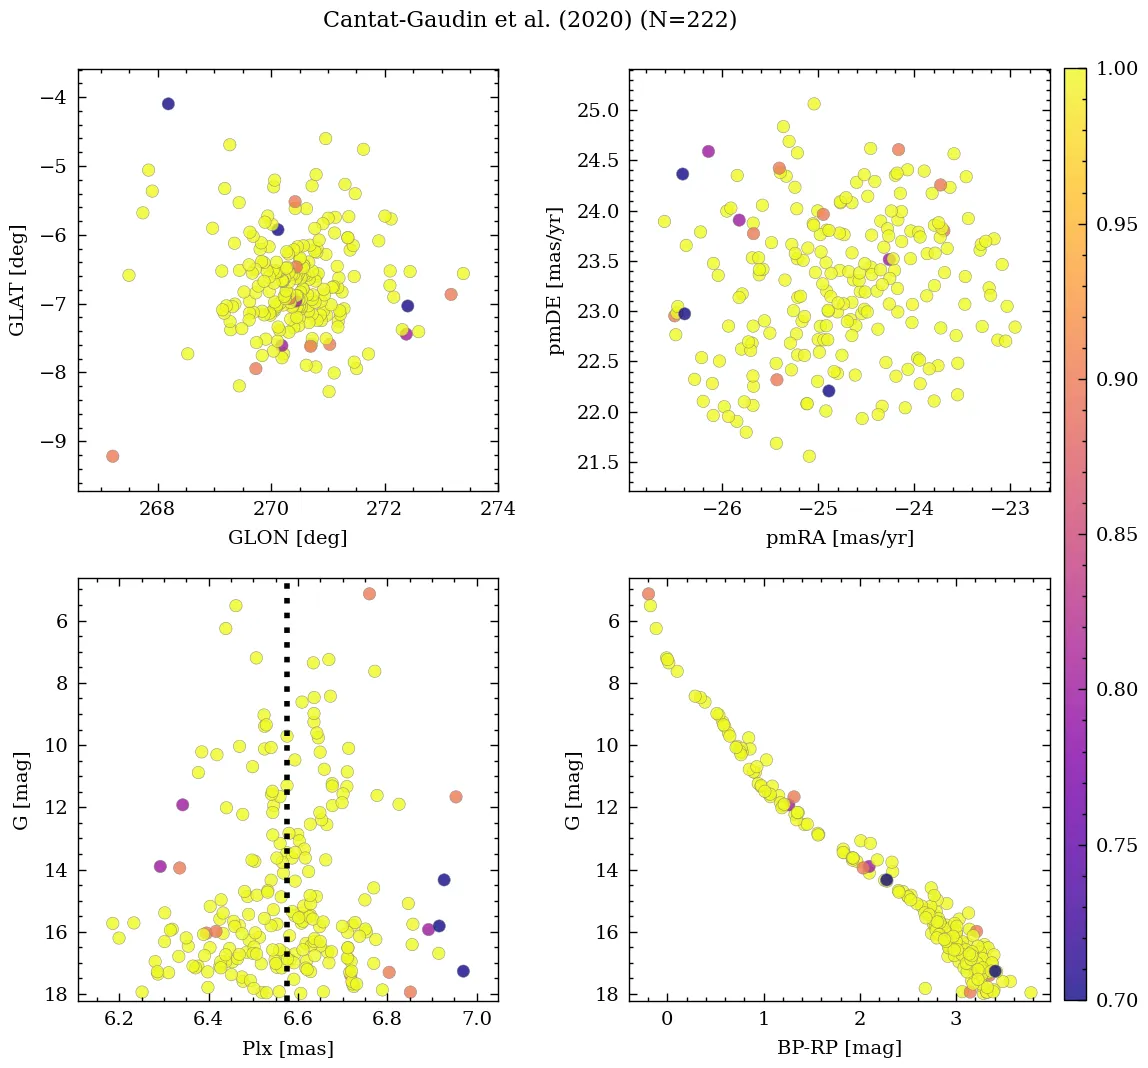 Cantat-Gaudin et al. (2020) (N=222)
−4
−5
−6
−7
−8
−9
GLAT [deg]
268 270 272 274
GLON [deg]
25.0
24.5
24.0
23.5
23.0
22.5
22.0
21.5
pmDE [mas/yr]
−26 −25 −24 −23
pmRA [mas/yr]
6
8
10
12
14
16
18
G [mag]
6.2 6.4 6.6 6.8 7.0
Plx [mas]
6
8
10
12
14
16
18
G [mag]
0 1 2 3
BP-RP [mag]
1.00
0.95
0.90
0.85
0.80
0.75
0.70